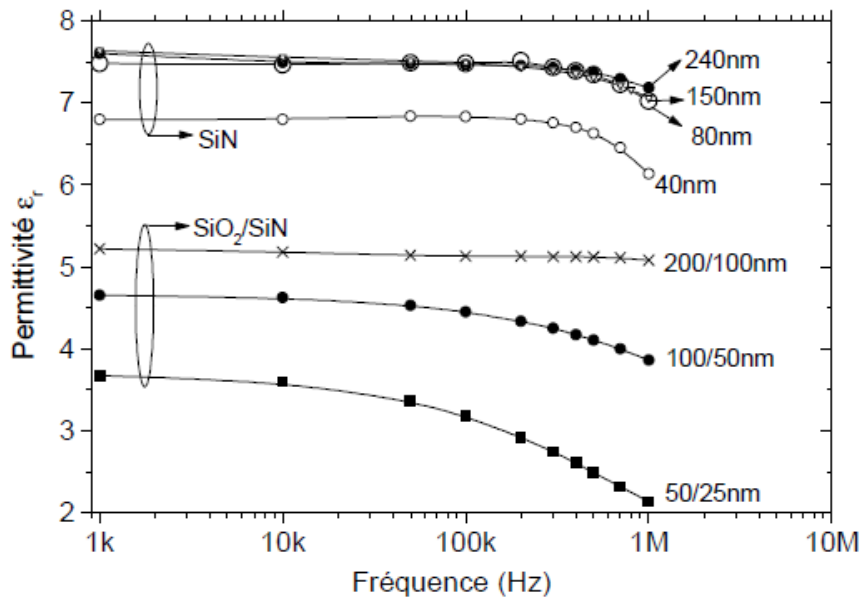 8
7
6
5
4
3
2
1k
10k
100k
1M
10M
Permittivité εr
Fréquence (Hz)
SiN
SiO2/SiN
240nm
150nm
80nm
40nm
200/100nm
100/50nm
50/25nm